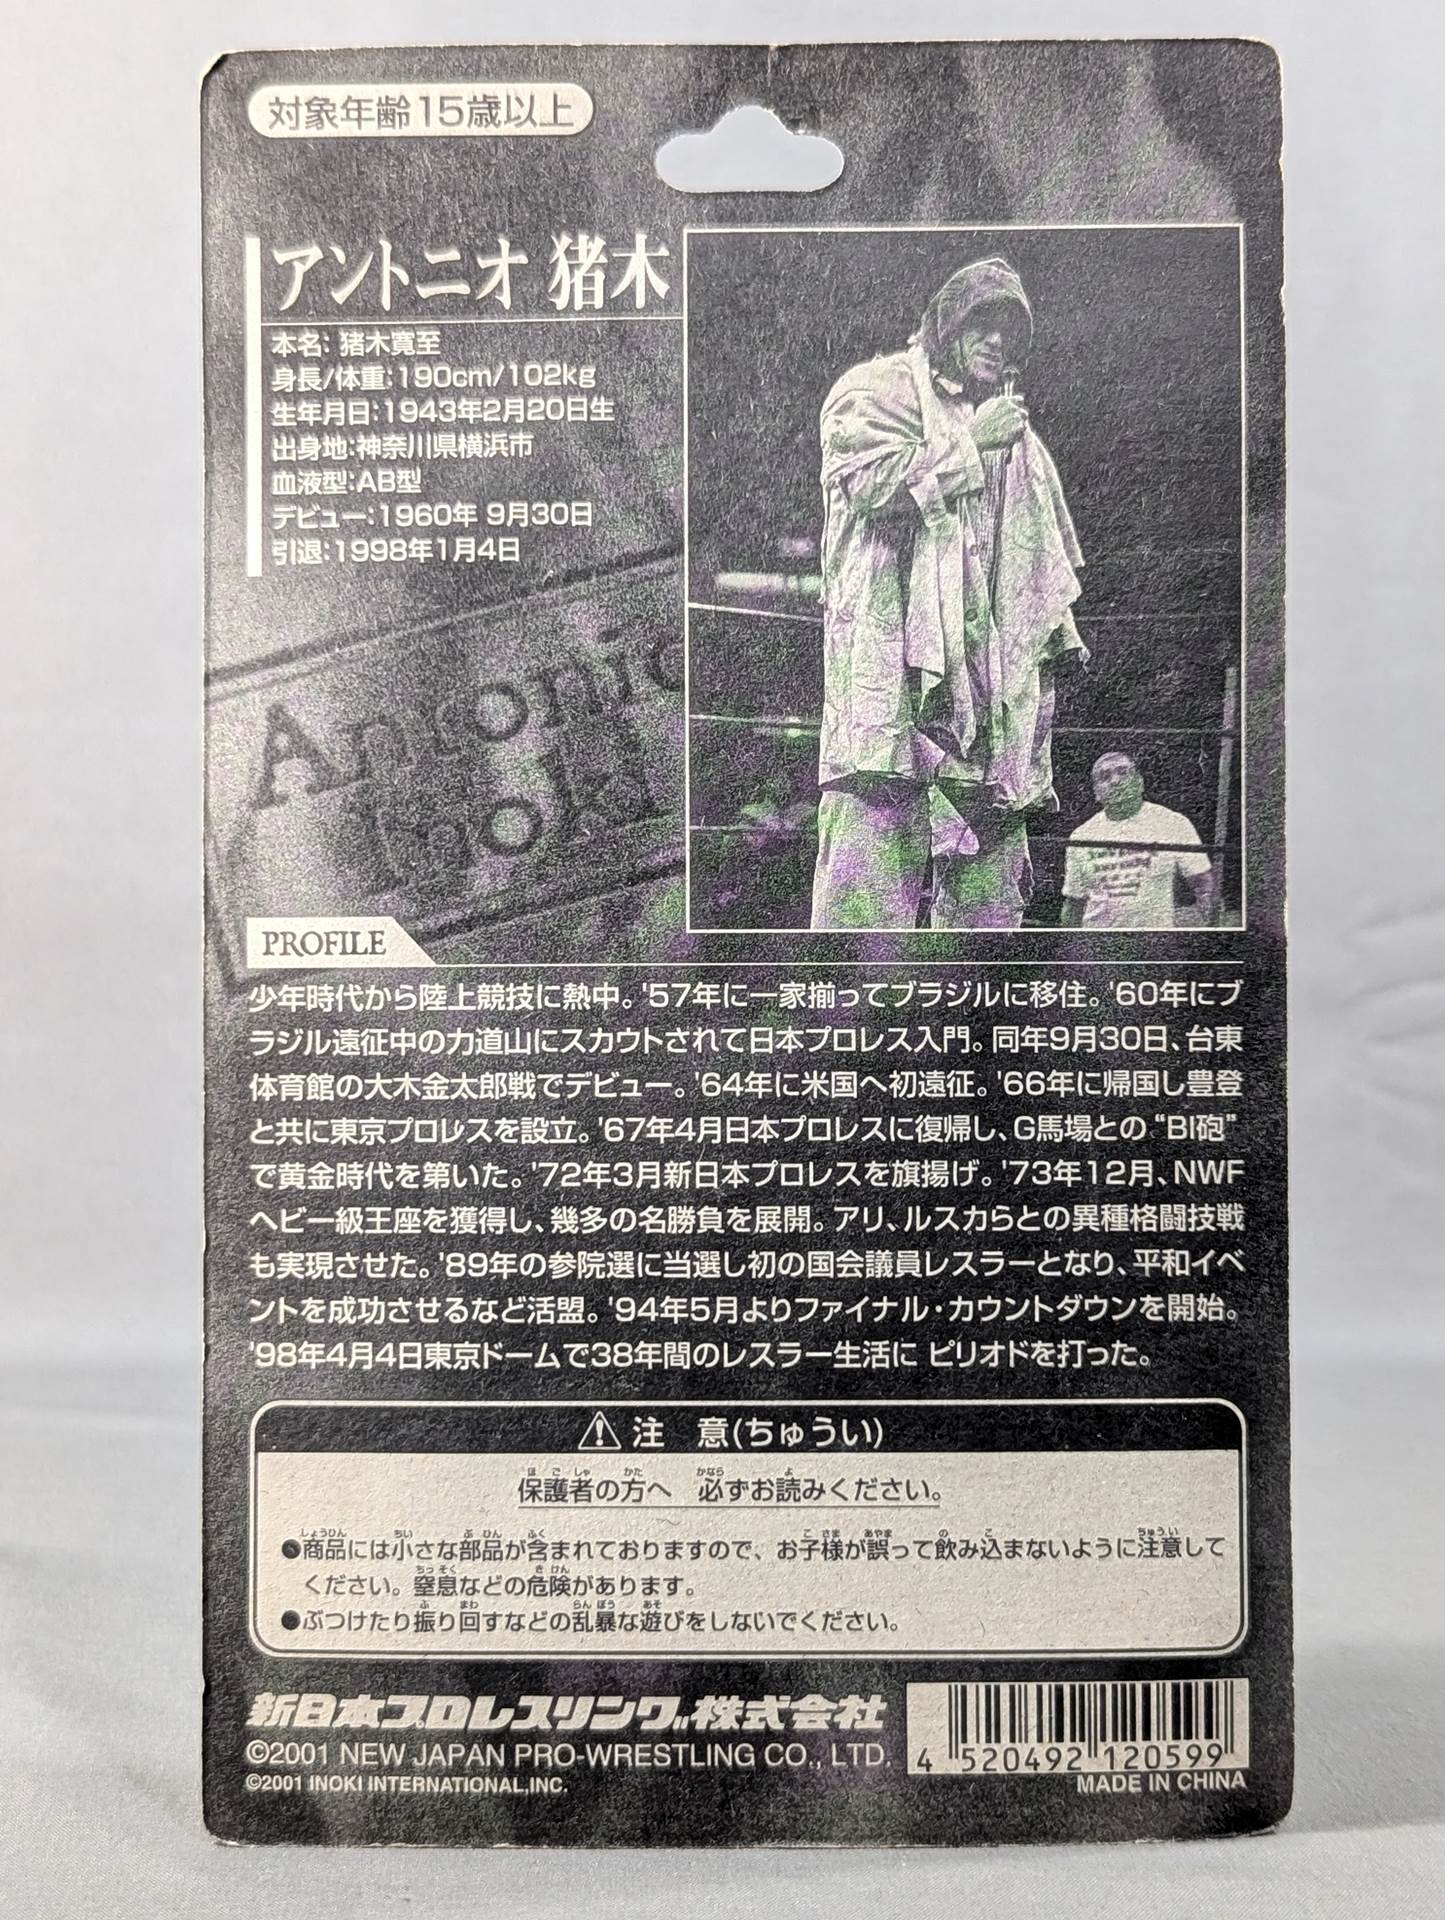 対象年齢15歳以上
アントニオ 猪木
本名: 猪木寛至
身長/体重:190cm/102kg
生年月日:1943年2月20日生
出身地:神奈川県横浜市
血液型:AB型
デビュー:1960年 9月30日
引退:1998年1月4日
Antonio
Inoki
PROFILE
少年時代から陸上競技に熱中。'57年に一家揃ってブラジルに移住。'60年にブ
ラジル遠征中の力道山にスカウトされて日本プロレス入門。同年9月30日、台東
体育館の大木金太郎戦でデビュー。'64年に米国へ初遠征。'66年に帰国し豊登
と共に東京プロレスを設立。'67年4月日本プロレスに復帰し、G馬場との“BI砲”
で黄金時代を築いた。'72年3月新日本プロレスを旗揚げ。'73年12月、NWF
ヘビー級王座を獲得し、幾多の名勝負を展開。アリ、ルスカらとの異種格闘技戦
も実現させた。'89年の参院選に当選し初の国会議員レスラーとなり、平和イベ
ントを成功させるなど活盟。'94年5月よりファイナル・カウントダウンを開始。
'98年4月4日東京ドームで38年間のレスラー生活に ピリオドを打った。
⚠注 意(ちゅうい)
保護者の方へ 必ずお読みください。
●商品には小さな部品が含まれておりますので、お子様が誤って飲み込まないように注意して
ください。窒息などの危険があります。
●ぶつけたり振り回すなどの乱暴な遊びをしないでください。
新日本プロレスリング株式会社
©2001 NEW JAPAN PRO-WRESTLING CO., LTD.
©2001 INOKI INTERNATIONAL,INC.
4 520492 120599
MADE IN CHINA